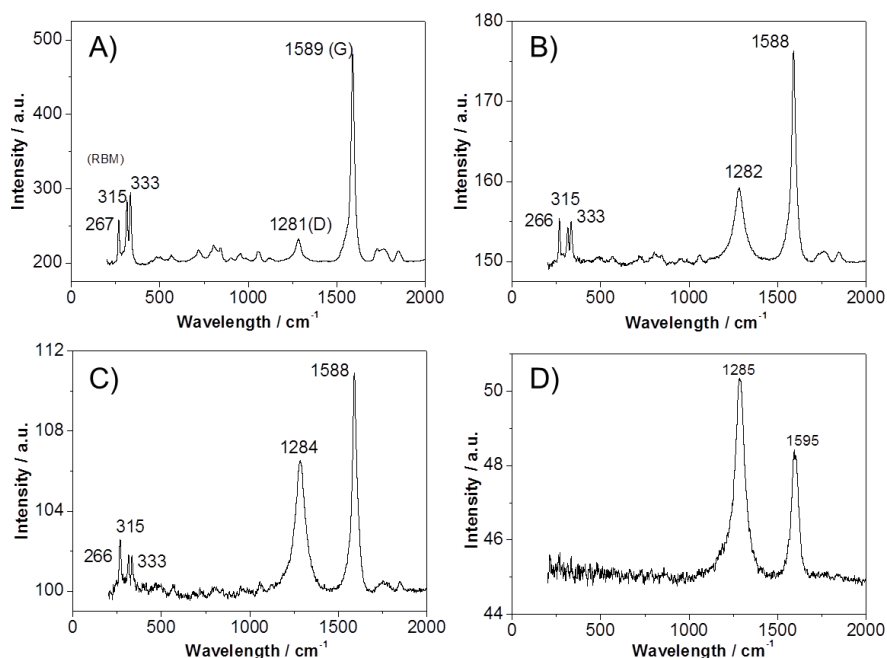 A)
1589 (G)
500
400
300
200
(RBM)
315 333
267
1281(D)
0 500 1000 1500 2000
Intensity / a.u.
Wavelength / cm-1
B)
1588
180
170
160
150
1282
315
266 333
0 500 1000 1500 2000
Intensity / a.u.
Wavelength / cm-1
C)
1588
112
108
104
100
1284
315
266 333
0 500 1000 1500 2000
Intensity / a.u.
Wavelength / cm-1
D)
1285
1595
50
48
46
44
0 500 1000 1500 2000
Intensity / a.u.
Wavelength / cm-1